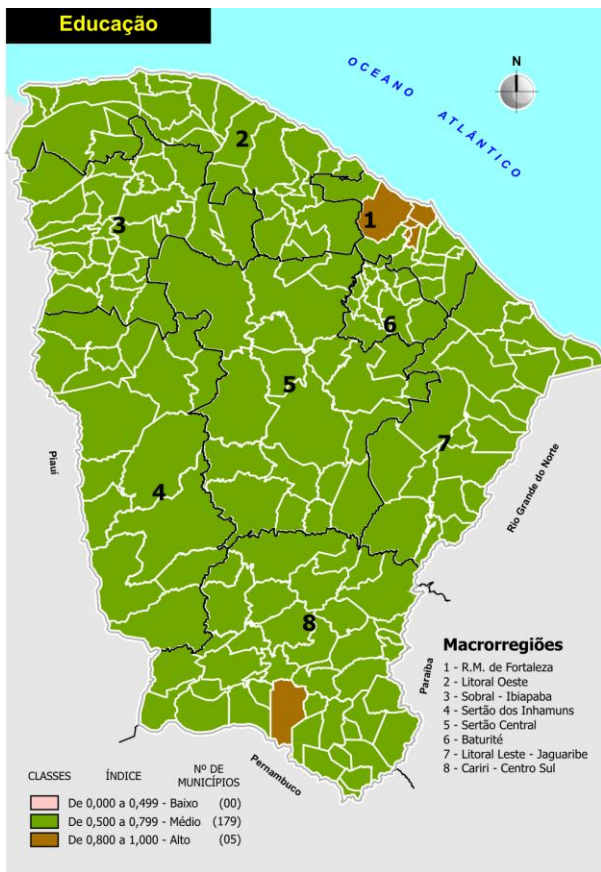 Educação
OCEANO ATLÂNTICO
N
2
1
3
6
5
7
4
8
Piauí
Rio Grande do Norte
Paraíba
Pernambuco
Macrorregiões
1 - R.M. de Fortaleza
2 - Litoral Oeste
3 - Sobral - Ibiapaba
4 - Sertão dos Inhamuns
5 - Sertão Central
6 - Baturité
7 - Litoral Leste - Jaguaribe
8 - Cariri - Centro Sul
CLASSES ÍNDICE Nº DE MUNICÍPIOS
De 0,000 a 0,499 - Baixo (00)
De 0,500 a 0,799 - Médio (179)
De 0,800 a 1,000 - Alto (05)